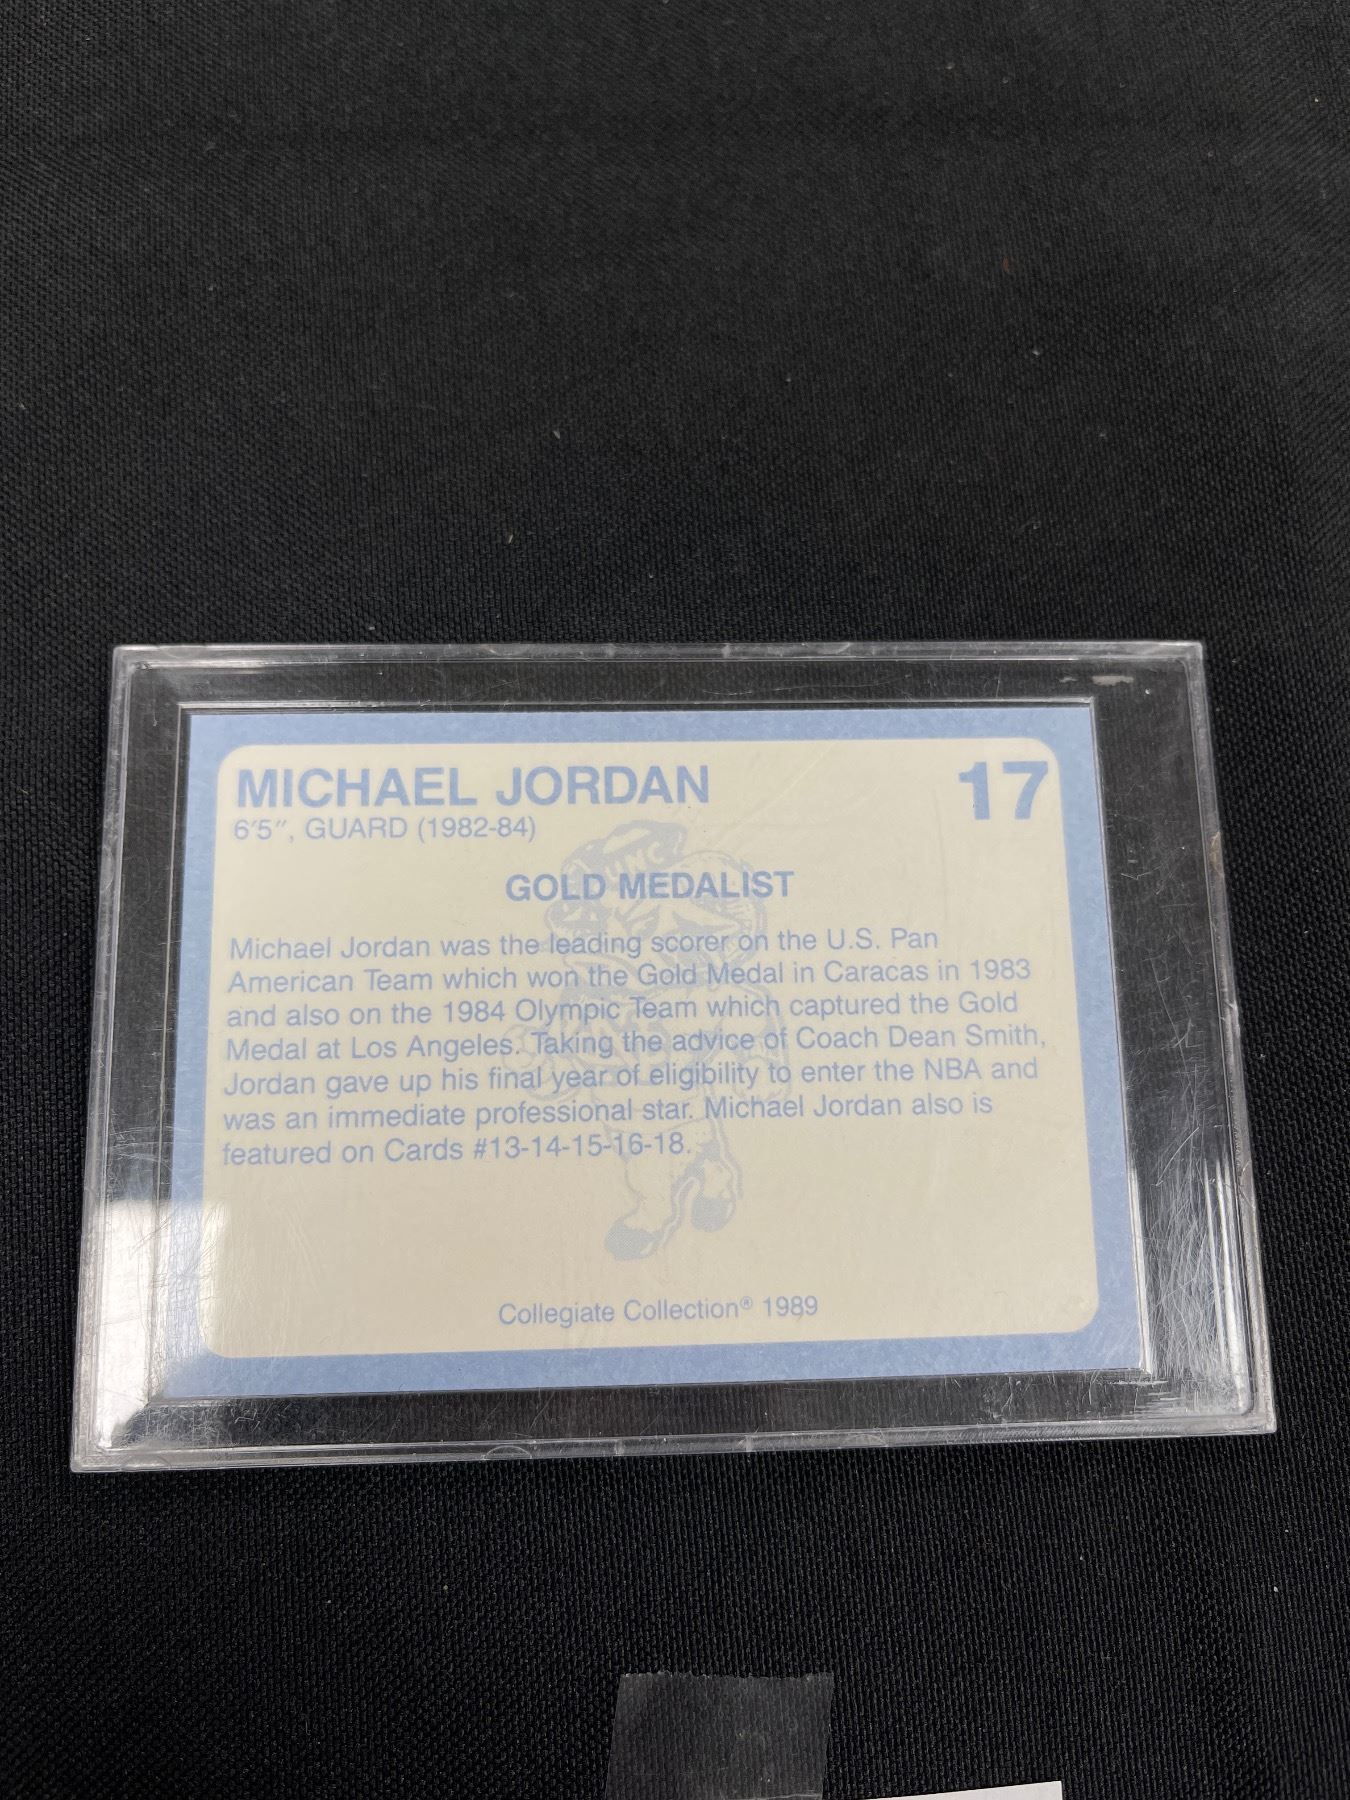 MICHAEL JORDAN 17
6'5", GUARD (1982-84)
UNC
GOLD MEDALIST
Michael Jordan was the leading scorer on the U.S. Pan
American Team which won the Gold Medal in Caracas in 1983
and also on the 1984 Olympic Team which captured the Gold
Medal at Los Angeles. Taking the advice of Coach Dean Smith,
Jordan gave up his final year of eligibility to enter the NBA and
was an immediate professional star. Michael Jordan also is
featured on Cards #13-14-15-16-18.
Collegiate Collection® 1989